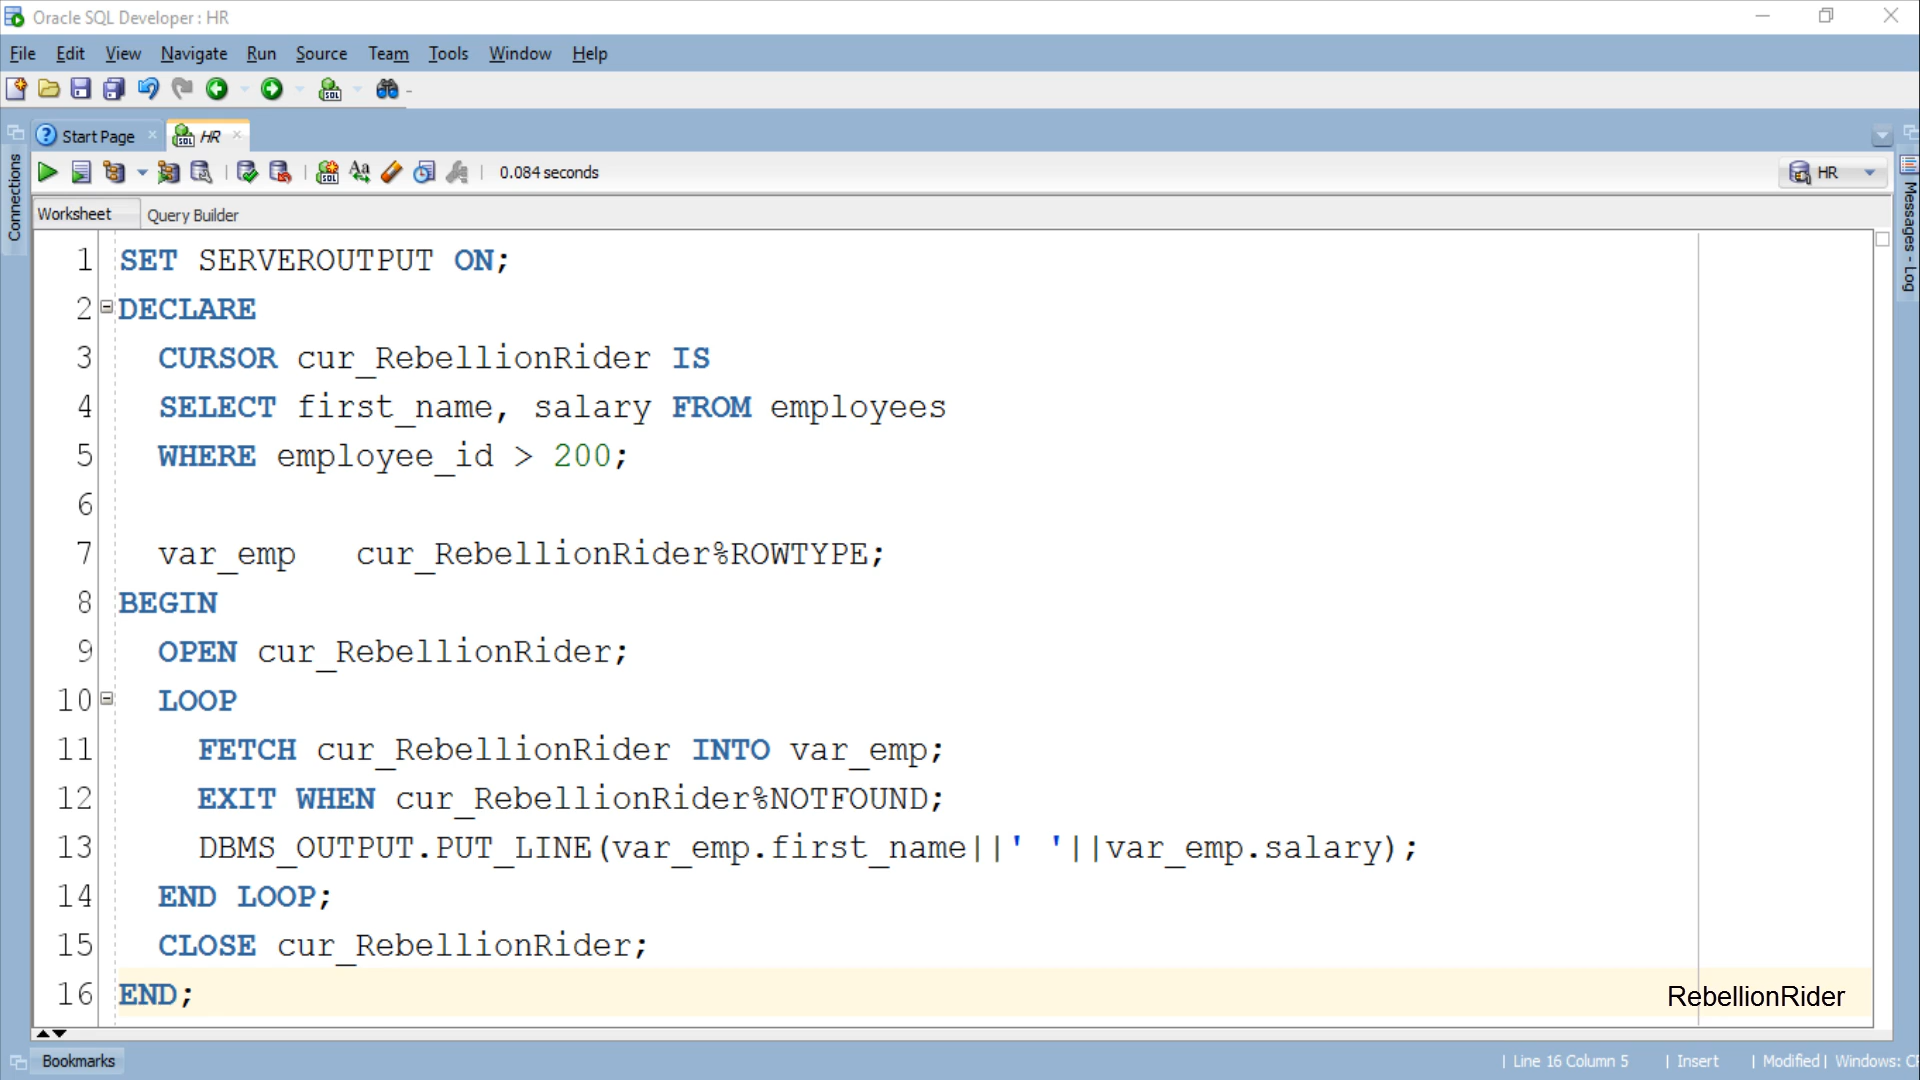 Oracle SQL Developer : HR
File Edit View Navigate Run Source Team Tools Window Help
Start Page HR
0.084 seconds
HR
Connections
Messages - Log
Worksheet Query Builder
1 SET SERVEROUTPUT ON;
2 DECLARE
3 CURSOR cur_RebellionRider IS
4 SELECT first_name, salary FROM employees
5 WHERE employee_id > 200;
6
7 var_emp cur_RebellionRider%ROWTYPE;
8 BEGIN
9 OPEN cur_RebellionRider;
10 LOOP
11 FETCH cur_RebellionRider INTO var_emp;
12 EXIT WHEN cur_RebellionRider%NOTFOUND;
13 DBMS_OUTPUT.PUT_LINE(var_emp.first_name||' '||var_emp.salary);
14 END LOOP;
15 CLOSE cur_RebellionRider;
16 END;
RebellionRider
Bookmarks
| Line 16 Column 5 | Insert | Modified| Windows: